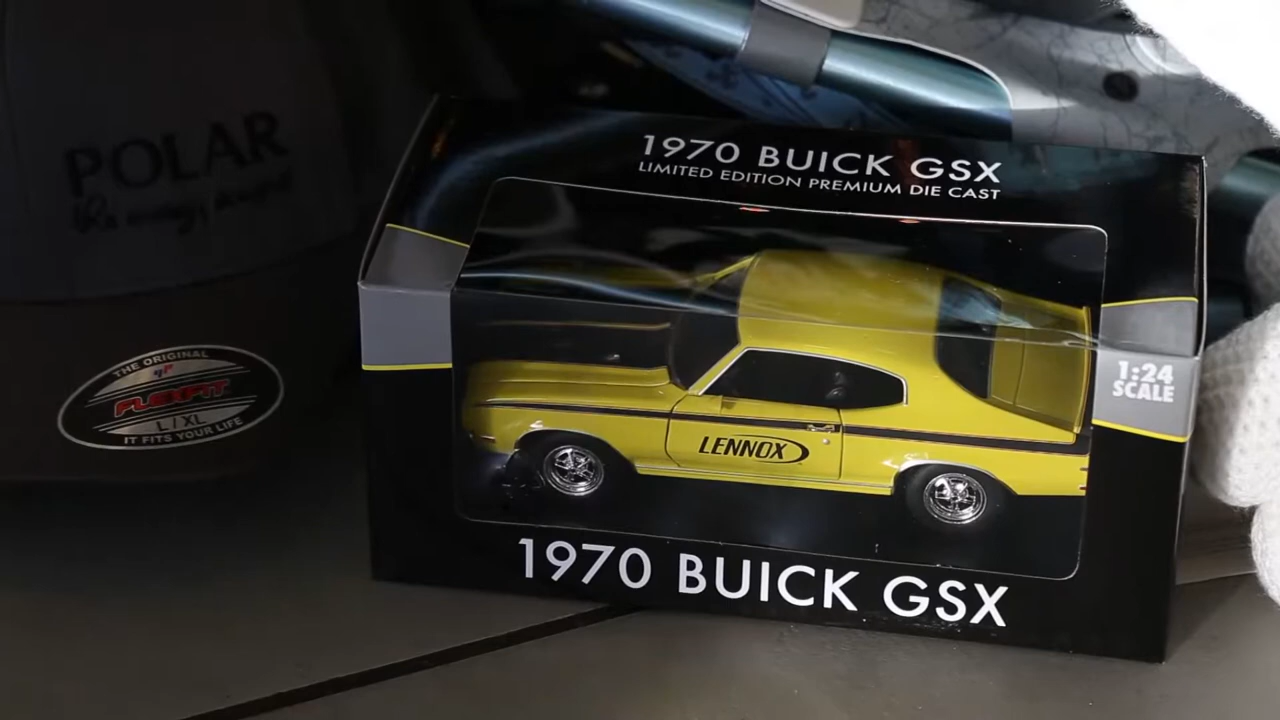 POLAR
THE ORIGINAL
FLEXFIT
L / XL
IT FITS YOUR LIFE
1970 BUICK GSX
LIMITED EDITION PREMIUM DIE CAST
1:24
SCALE
LENNOX
1970 BUICK GSX